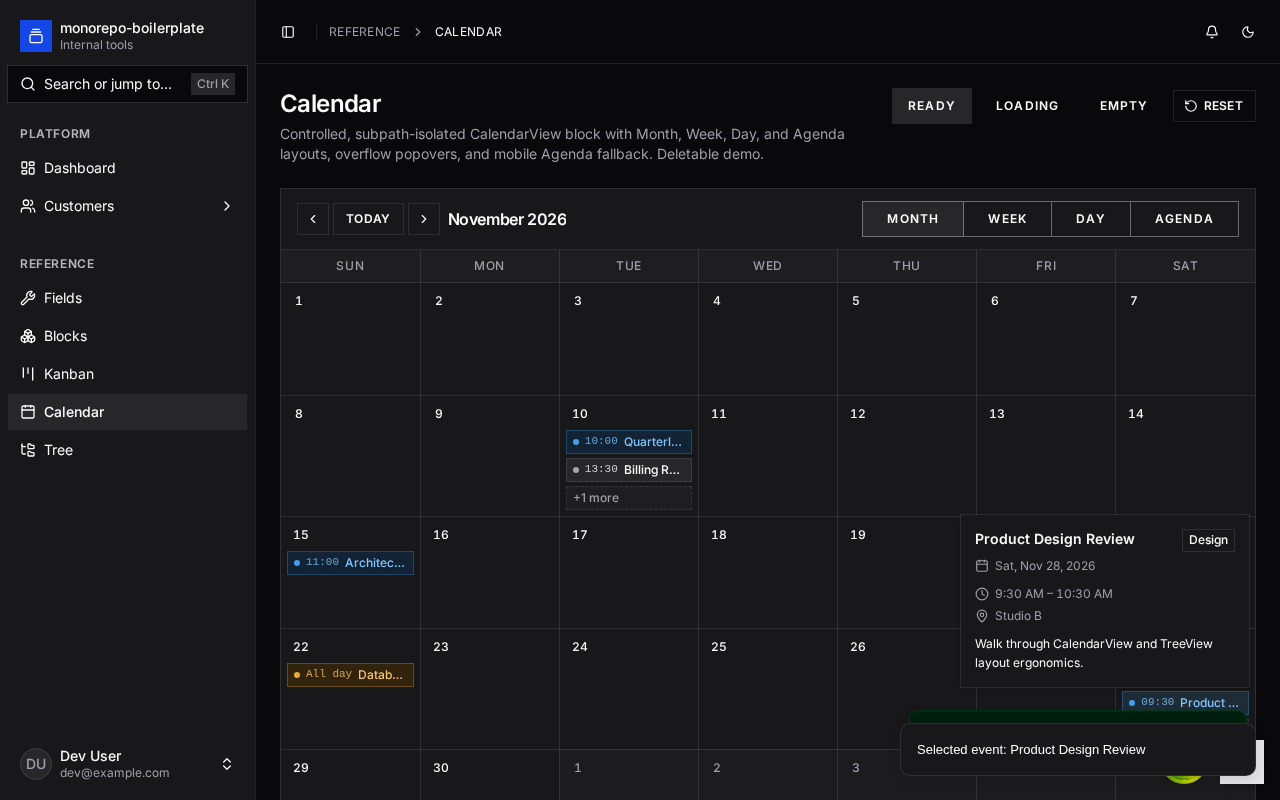 monorepo-boilerplate
Internal tools
Search or jump to...
Ctrl K
PLATFORM
Dashboard
Customers
REFERENCE
Fields
Blocks
Kanban
Calendar
Tree
DU
Dev User
dev@example.com
REFERENCE
CALENDAR
Calendar
Controlled, subpath-isolated CalendarView block with Month, Week, Day, and Agenda
layouts, overflow popovers, and mobile Agenda fallback. Deletable demo.
READY
LOADING
EMPTY
RESET
TODAY
November 2026
MONTH
WEEK
DAY
AGENDA
SUN
MON
TUE
WED
THU
FRI
SAT
1
2
3
4
5
6
7
8
9
10
11
12
13
14
10:00 Quarterl...
13:30 Billing R...
+1 more
15
16
17
18
19
11:00 Architec...
Product Design Review
Design
Sat, Nov 28, 2026
9:30 AM – 10:30 AM
Studio B
Walk through CalendarView and TreeView
layout ergonomics.
22
23
24
25
26
All day Datab...
09:30 Product ...
29
30
1
2
3
Selected event: Product Design Review